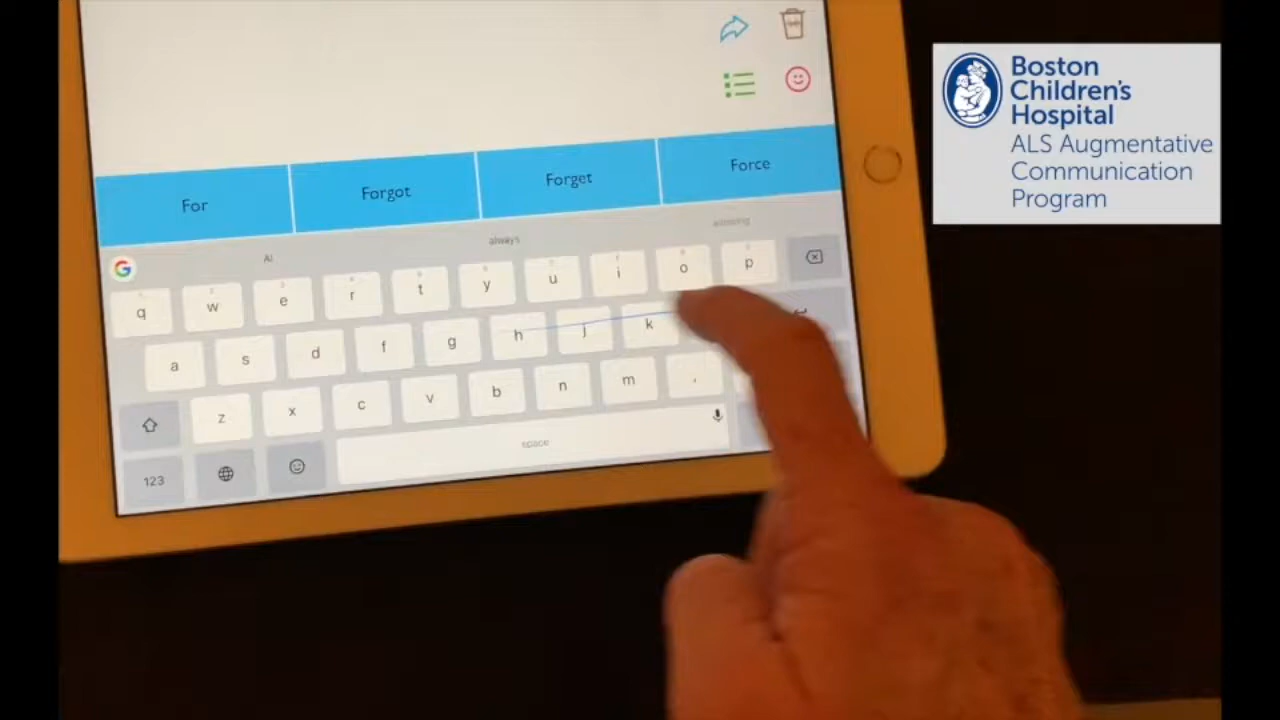 Boston
Children's
Hospital
ALS Augmentative
Communication
Program
For Forgot Forget Force
always
q w e r t y u i o p
a s d f g h j k
z x c v b n m ,
space
123